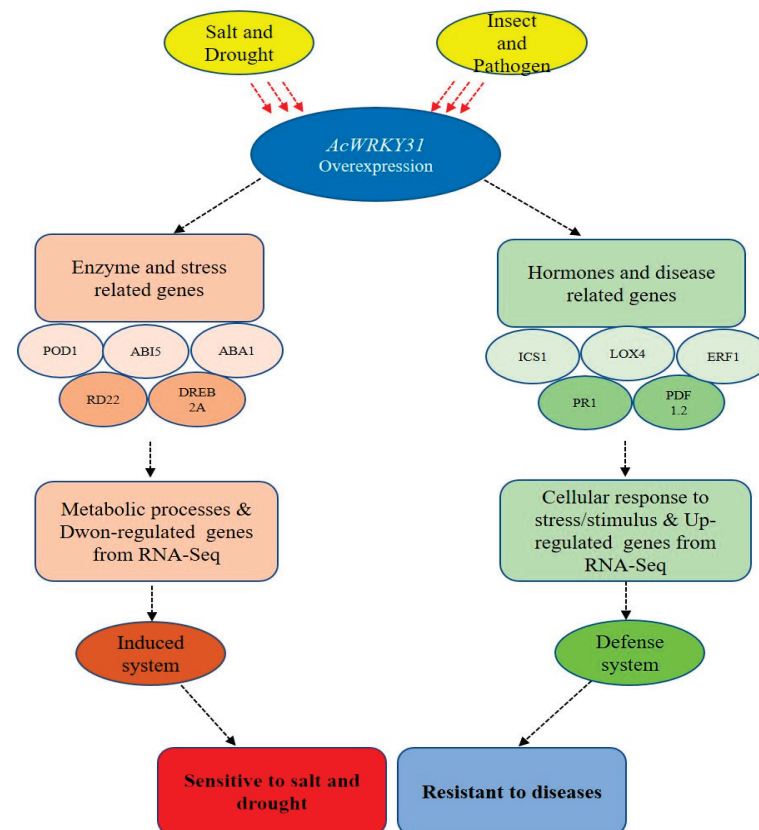 Salt and
Drought
Insect
and
Pathogen
AcWRKY31
Overexpression
Enzyme and stress
related genes
Hormones and disease
related genes
POD1
ABI5
ABA1
RD22
DREB
2A
ICS1
LOX4
ERF1
PR1
PDF
1.2
Metabolic processes &
Dwon-regulated genes
from RNA-Seq
Cellular response to
stress/stimulus & Up-
regulated genes from
RNA-Seq
Induced
system
Defense
system
Sensitive to salt and
drought
Resistant to diseases